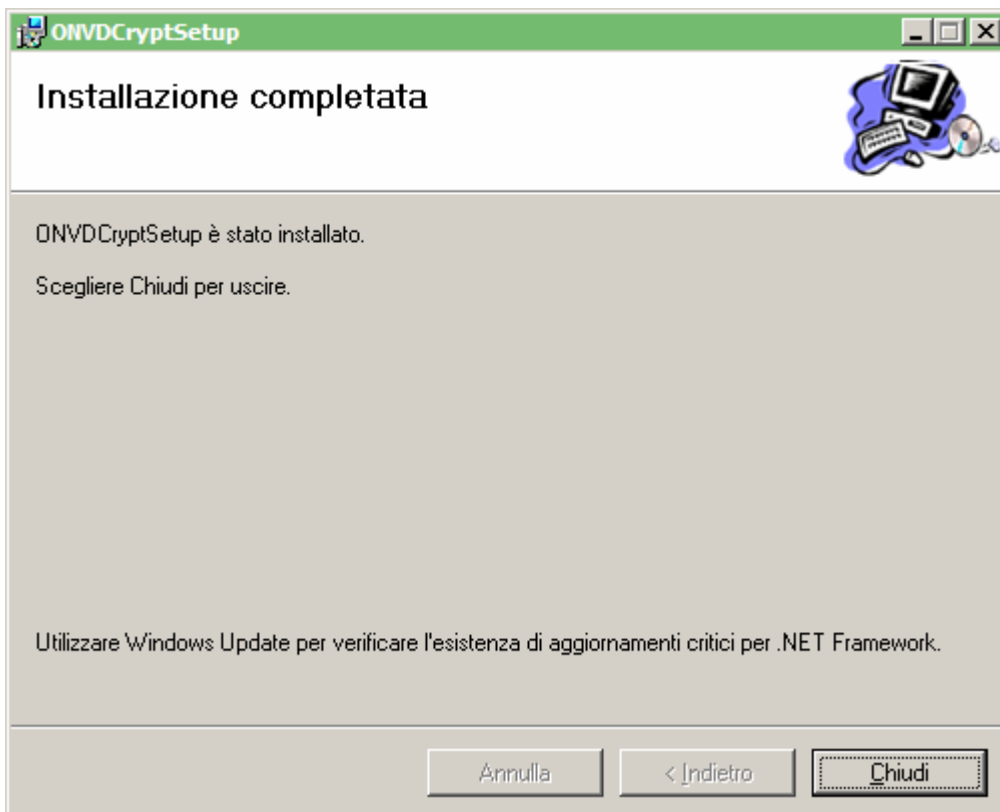 ONVDCryptSetup
Installazione completata
ONVDCryptSetup è stato installato.
Scegliere Chiudi per uscire.
Utilizzare Windows Update per verificare l'esistenza di aggiornamenti critici per .NET Framework.
Annulla < Indietro Chiudi